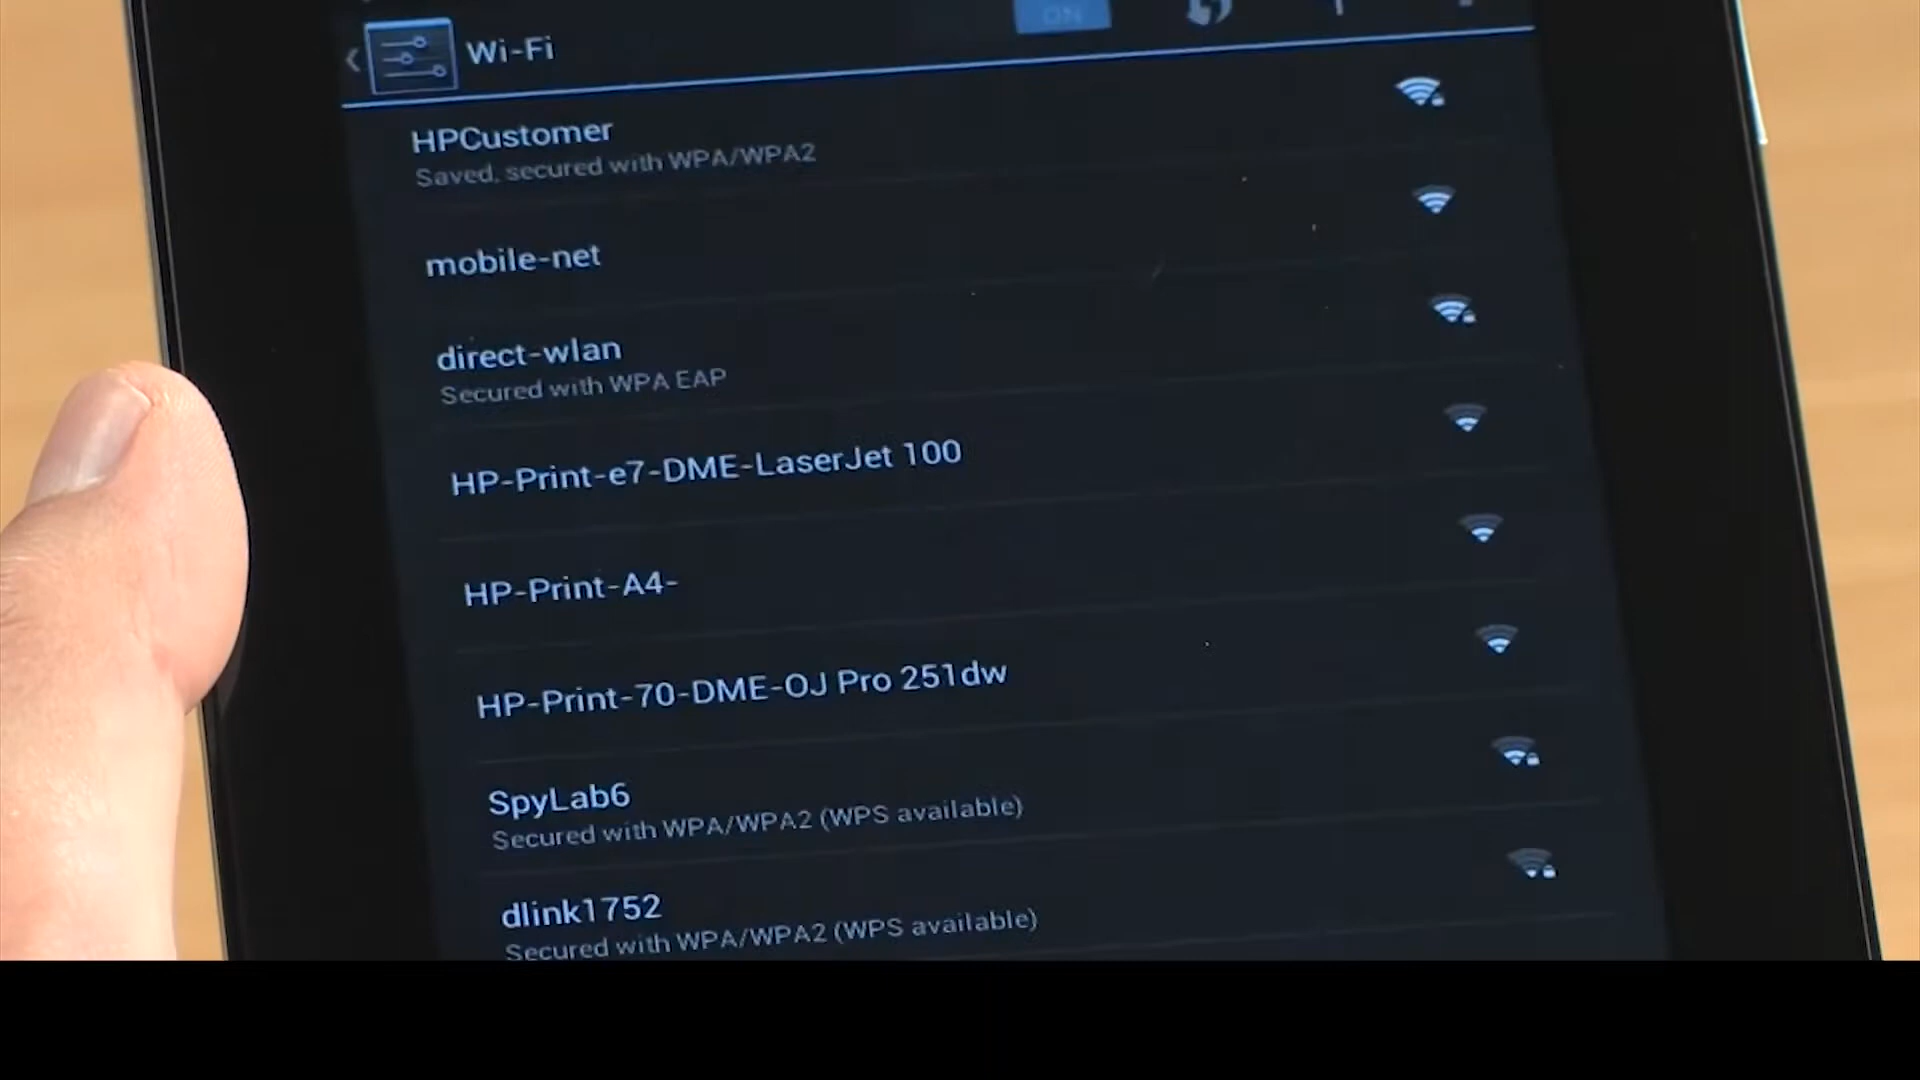 Wi-Fi
ON
HPCustomer
Saved, secured with WPA/WPA2
mobile-net
direct-wlan
Secured with WPA EAP
HP-Print-e7-DME-LaserJet 100
HP-Print-A4-
HP-Print-70-DME-OJ Pro 251dw
SpyLab6
Secured with WPA/WPA2 (WPS available)
dlink1752
Secured with WPA/WPA2 (WPS available)